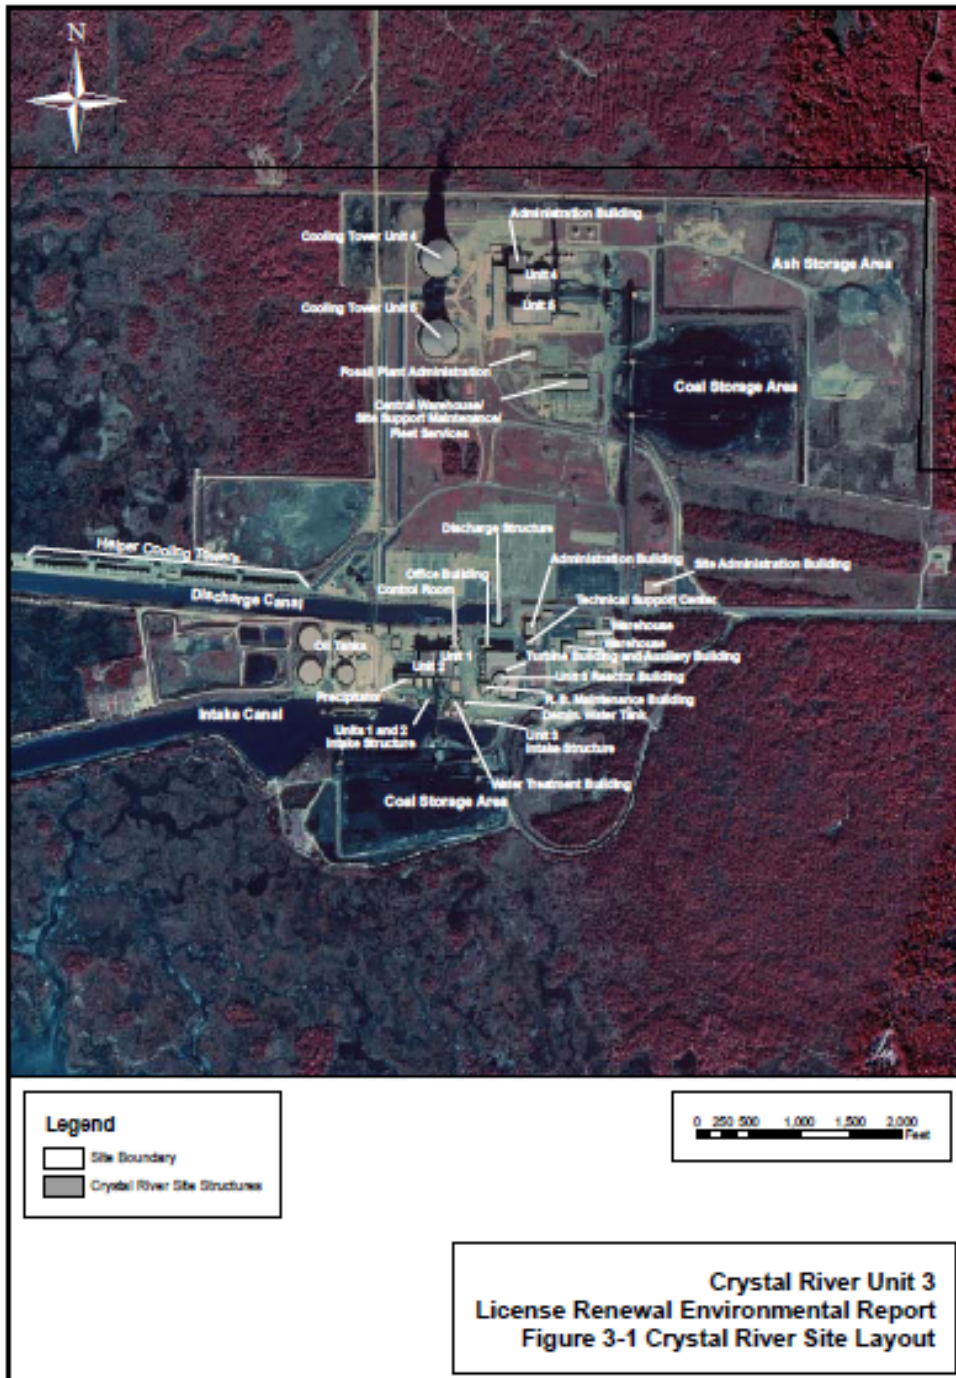 N
Administration Building
Cooling Tower Unit 4
Ash Storage Area
Unit 4
Cooling Tower Unit 5
Unit 5
Fossil Plant Administration
Coal Storage Area
Central Warehouse/
Site Support Maintenance/
Fleet Services
Discharge Structure
Helper Cooling Towers
Administration Building
Site Administration Building
Office Building
Control Room
Discharge Canal
Technical Support Center
Warehouse
Warehouse
Oil Tanks
Unit 1
Turbine Building and Auxiliary Building
Unit 2
Unit 3 Reactor Building
Precipitator
R. B. Maintenance Building
Demin. Water Tank
Intake Canal
Units 1 and 2
Intake Structure
Unit 3
Intake Structure
Water Treatment Building
Coal Storage Area
Legend
Site Boundary
Crystal River Site Structures
0 250 500 1,000 1,500 2,000
Feet
Crystal River Unit 3
License Renewal Environmental Report
Figure 3-1 Crystal River Site Layout